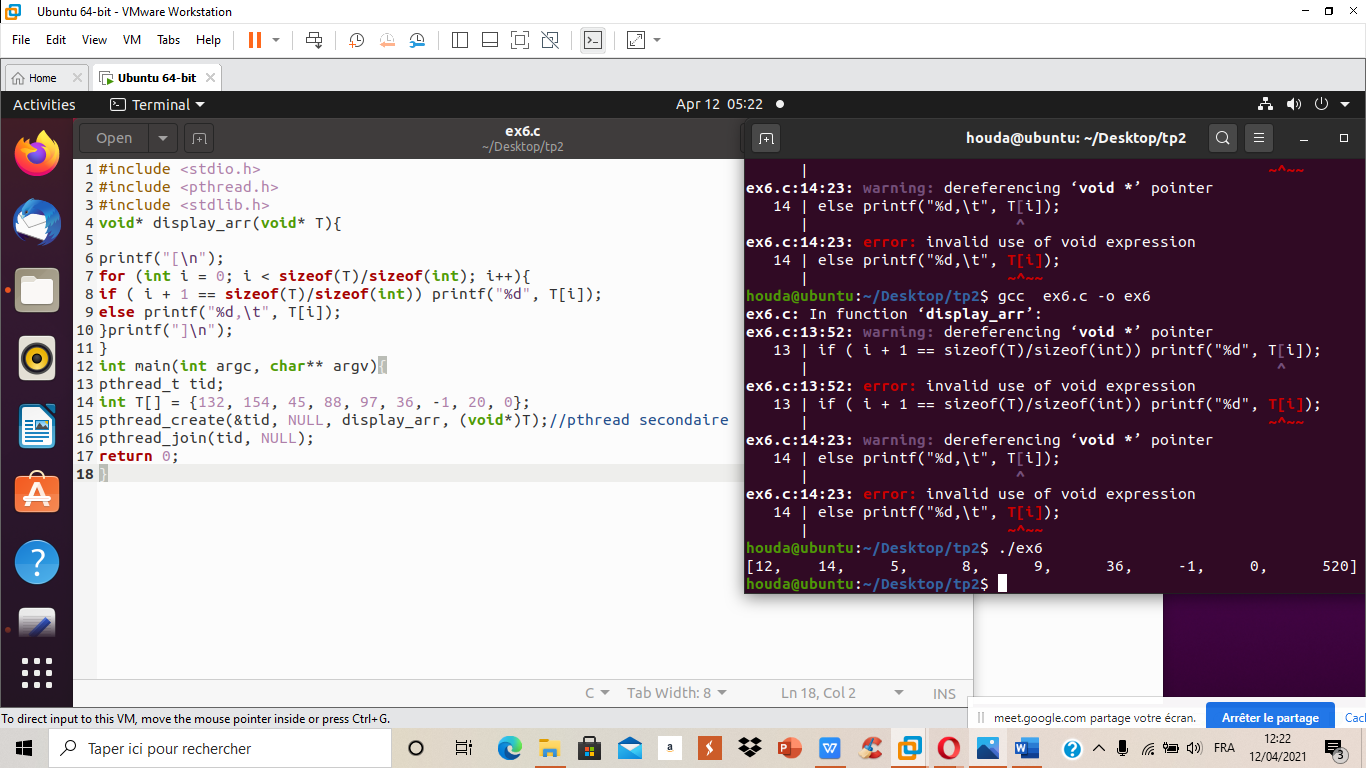 Ubuntu 64-bit - VMware Workstation
File Edit View VM Tabs Help
Home
Ubuntu 64-bit
Activities
Terminal
Apr 12 05:22
Open
ex6.c
~/Desktop/tp2
1 #include <stdio.h>
2 #include <pthread.h>
3 #include <stdlib.h>
4 void* display_arr(void* T){
5
6 printf("[\n");
7 for (int i = 0; i < sizeof(T)/sizeof(int); i++){
8 if ( i + 1 == sizeof(T)/sizeof(int)) printf("%d", T[i]);
9 else printf("%d,\t", T[i]);
10 }printf("]\n");
11 }
12 int main(int argc, char** argv){
13 pthread_t tid;
14 int T[] = {132, 154, 45, 88, 97, 36, -1, 20, 0};
15 pthread_create(&tid, NULL, display_arr, (void*)T);//pthread secondaire
16 pthread_join(tid, NULL);
17 return 0;
18 }
C
Tab Width: 8
Ln 18, Col 2
INS
houda@ubuntu: ~/Desktop/tp2
| ~^~~
ex6.c:14:23: warning: dereferencing ‘void *’ pointer
14 | else printf("%d,\t", T[i]);
| ^
ex6.c:14:23: error: invalid use of void expression
14 | else printf("%d,\t", T[i]);
| ~^~~
houda@ubuntu:~/Desktop/tp2$ gcc  ex6.c -o ex6
ex6.c: In function ‘display_arr’:
ex6.c:13:52: warning: dereferencing ‘void *’ pointer
13 | if ( i + 1 == sizeof(T)/sizeof(int)) printf("%d", T[i]);
| ^
ex6.c:13:52: error: invalid use of void expression
13 | if ( i + 1 == sizeof(T)/sizeof(int)) printf("%d", T[i]);
| ~^~~
ex6.c:14:23: warning: dereferencing ‘void *’ pointer
14 | else printf("%d,\t", T[i]);
| ^
ex6.c:14:23: error: invalid use of void expression
14 | else printf("%d,\t", T[i]);
| ~^~~
houda@ubuntu:~/Desktop/tp2$ ./ex6
[12, 14, 5, 8, 9, 36, -1, 0, 520]
houda@ubuntu:~/Desktop/tp2$
To direct input to this VM, move the mouse pointer inside or press Ctrl+G.
meet.google.com partage votre écran.
Arrêter le partage
Cac
Taper ici pour rechercher
FRA
12:22
12/04/2021
3